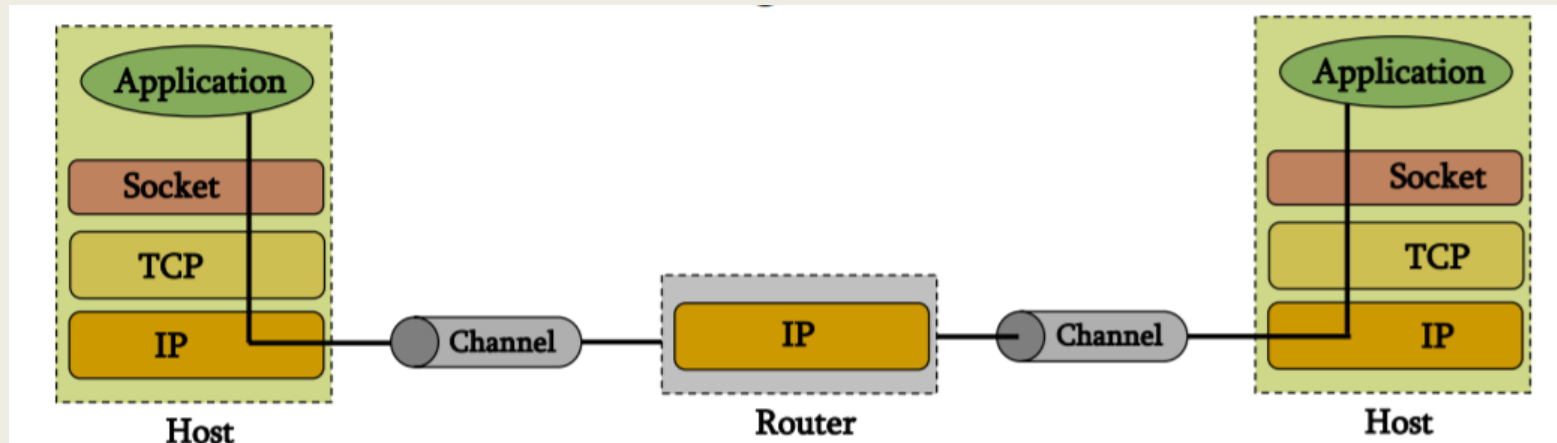 Application
Socket
TCP
IP
Host
Channel
IP
Router
Channel
Application
Socket
TCP
IP
Host